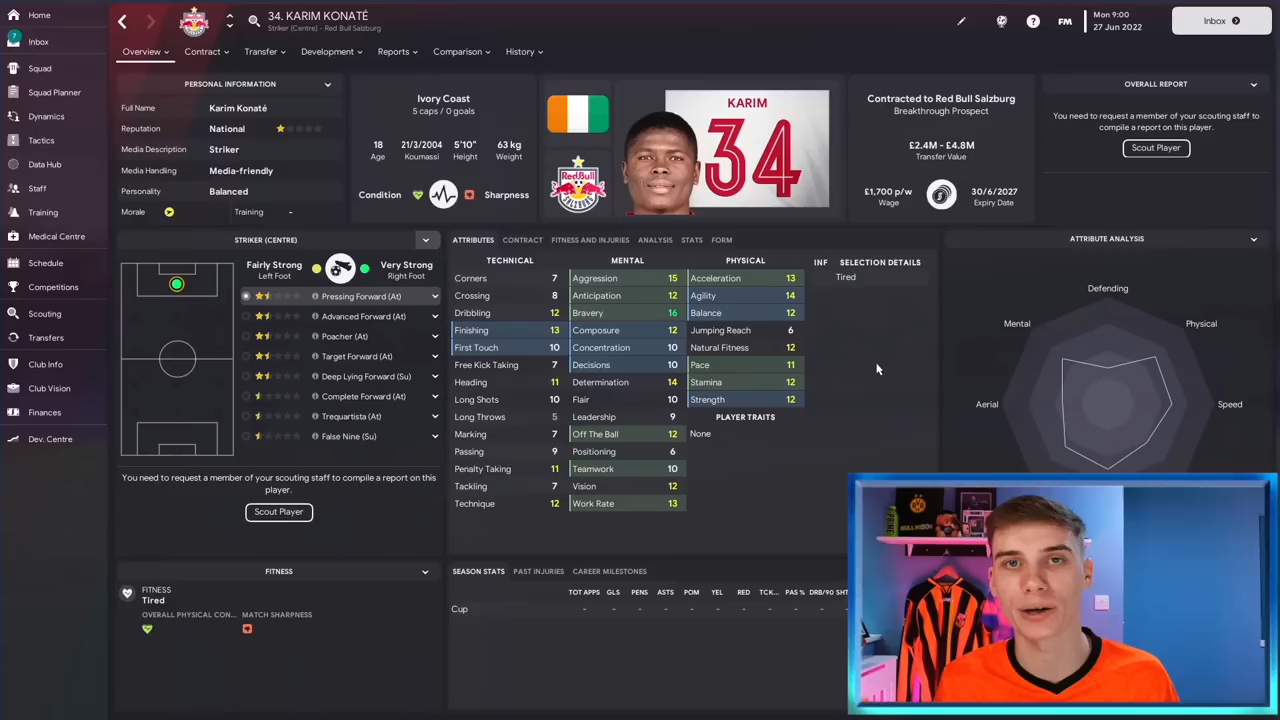 Home
7
Inbox
Squad
Squad Planner
Dynamics
Tactics
Data Hub
Staff
Training
Medical Centre
Schedule
Competitions
Scouting
Transfers
Club Info
Club Vision
Finances
Dev. Centre
34. KARIM KONATÉ
Striker (Centre) - Red Bull Salzburg
FM
Mon 9:00
27 Jun 2022
Inbox
Overview
Contract
Transfer
Development
Reports
Comparison
History
PERSONAL INFORMATION
Full Name Karim Konaté
Reputation National
Media Description Striker
Media Handling Media-friendly
Personality Balanced
Morale Training -
Ivory Coast
5 caps / 0 goals
18 21/3/2004 5'10" 63 kg
Age Koumassi Height Weight
Condition Sharpness
RedBull
SALZBURG
KARIM
34
Contracted to Red Bull Salzburg
Breakthrough Prospect
£2.4M - £4.8M
Transfer Value
£1,700 p/w 30/6/2027
Wage Expiry Date
OVERALL REPORT
You need to request a member of your scouting staff to
compile a report on this player.
Scout Player
STRIKER (CENTRE)
Fairly Strong Very Strong
Left Foot Right Foot
Pressing Forward (At)
Advanced Forward (At)
Poacher (At)
Target Forward (At)
Deep Lying Forward (Su)
Complete Forward (At)
Trequartista (At)
False Nine (Su)
You need to request a member of your scouting staff to compile a report on this
player.
Scout Player
ATTRIBUTES CONTRACT FITNESS AND INJURIES ANALYSIS STATS FORM
TECHNICAL
Corners 7
Crossing 8
Dribbling 12
Finishing 13
First Touch 10
Free Kick Taking 7
Heading 11
Long Shots 10
Long Throws 5
Marking 7
Passing 9
Penalty Taking 11
Tackling 7
Technique 12
MENTAL
Aggression 15
Anticipation 12
Bravery 16
Composure 12
Concentration 10
Decisions 10
Determination 14
Flair 10
Leadership 9
Off The Ball 12
Positioning 6
Teamwork 10
Vision 12
Work Rate 13
PHYSICAL
Acceleration 13
Agility 14
Balance 12
Jumping Reach 6
Natural Fitness 12
Pace 11
Stamina 12
Strength 12
PLAYER TRAITS
None
INF SELECTION DETAILS
Tired
ATTRIBUTE ANALYSIS
Defending
Mental Physical
Aerial Speed
FITNESS
FITNESS
Tired
OVERALL PHYSICAL CON... MATCH SHARPNESS
SEASON STATS PAST INJURIES CAREER MILESTONES
TOT APPS GLS PENS ASTS POM YEL RED TCK... PAS % DRB/90 SHT
Cup - - - - - - - - - -